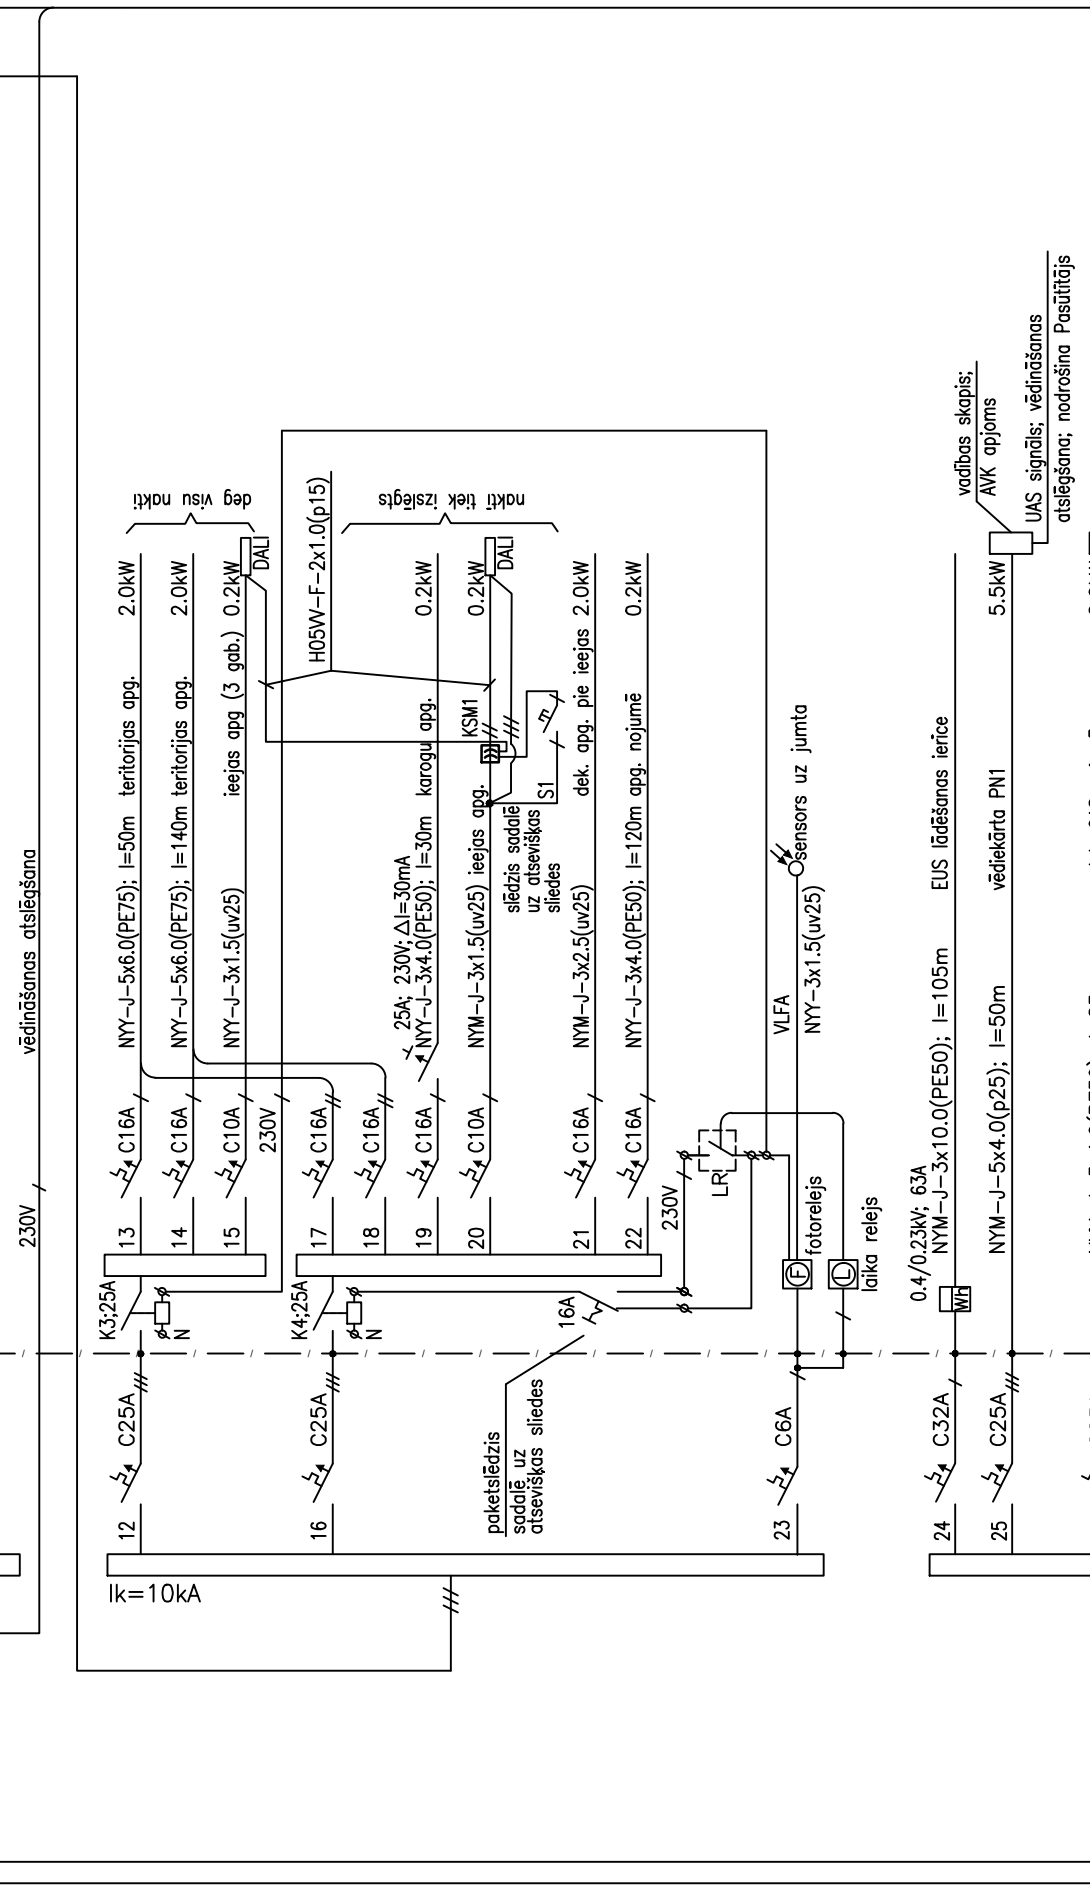 vēdināšanas atslēgšana
230V
Ik=10kA
12
C25A
K3;25A
N
13
C16A
NYY-J-5x6.0(PE75); l=50m
teritorijas apg.
2.0kW
14
C16A
NYY-J-5x6.0(PE75); l=140m
teritorijas apg.
2.0kW
15
C10A
NYY-J-3x1.5(uv25)
ieejas apg (3 gab.)
0.2kW
DALI
deg visu nakti
230V
H05VV-F-2x1.0(p15)
16
C25A
K4;25A
N
17
C16A
18
C16A
19
C16A
25A; 230V; ΔI=30mA
NYY-J-3x4.0(PE50); l=30m
karogu apg.
0.2kW
20
C10A
NYM-J-3x1.5(uv25)
ieejas apg.
KSM1
0.2kW
DALI
nakti tiek izslēgts
slēdzis sadalē
uz atsevišķas
sliedes
S1
21
C16A
NYM-J-3x2.5(uv25)
dek. apg. pie ieejas
2.0kW
22
C16A
NYY-J-3x4.0(PE50); l=120m
apg. nojumē
0.2kW
paketslēdzis
sadalē uz
atsevišķas sliedes
16A
230V
LR
23
C6A
F
fotorelejs
L
laika relejs
VLFA
NYY-3x1.5(uv25)
sensors uz jumta
24
C32A
Wh
0.4/0.23kV; 63A
NYM-J-3x10.0(PE50); l=105m
EUS lādēšanas ierīce
25
C25A
NYM-J-5x4.0(p25); l=50m
vēdiekārta PN1
5.5kW
vadības skapis;
AVK apjoms
UAS signāls; vēdināšanas
atslēgšana; nodrošina Pasūtītājs